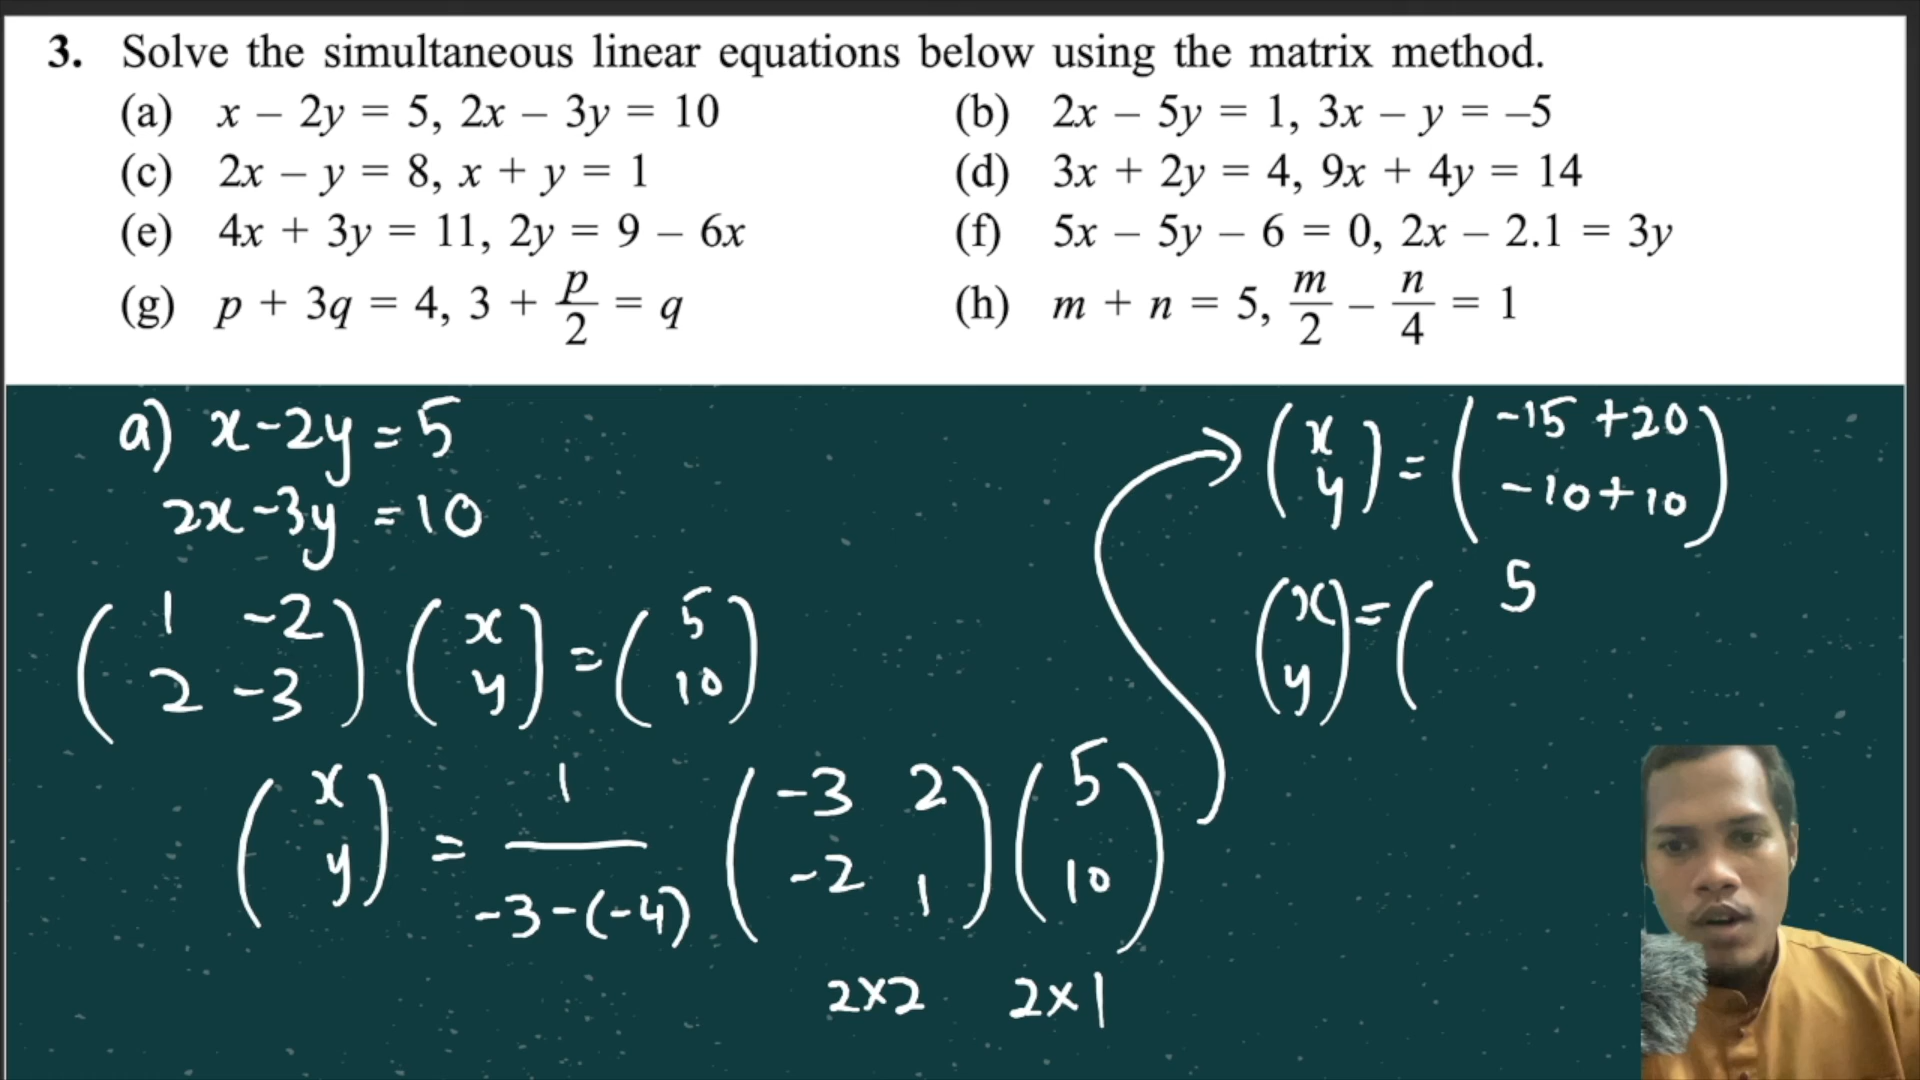 3. Solve the simultaneous linear equations below using the matrix method.
(a) x – 2y = 5, 2x – 3y = 10
(b) 2x – 5y = 1, 3x – y = –5
(c) 2x – y = 8, x + y = 1
(d) 3x + 2y = 4, 9x + 4y = 14
(e) 4x + 3y = 11, 2y = 9 – 6x
(f) 5x – 5y – 6 = 0, 2x – 2.1 = 3y
(g) p + 3q = 4, 3 + p/2 = q
(h) m + n = 5, m/2 – n/4 = 1
a) x-2y=5
2x-3y=10
(1 -2
2 -3) (x
y) = (5
10)
(x
y) = 1
-3-(-4)
(-3 2
-2 1) (5
10)
2×2 2×1
(x
y) = (-15+20
-10+10)
(x
y) = ( 5